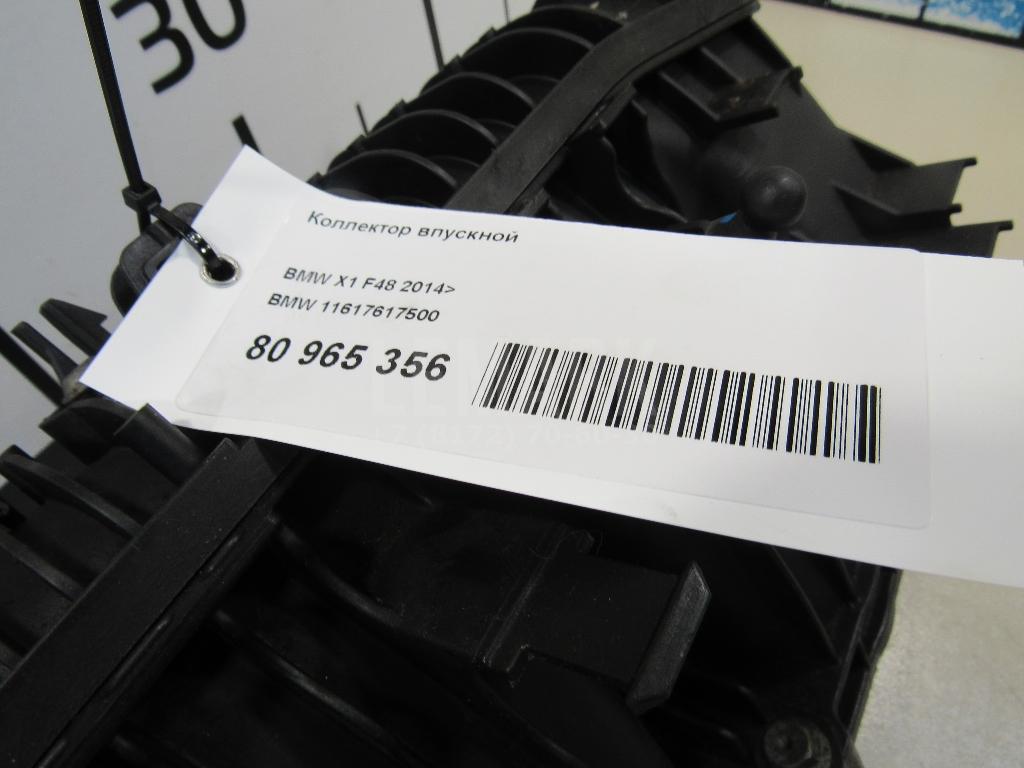 30
Коллектор впускной
BMW X1 F48 2014>
BMW 11617617500
80 965 356